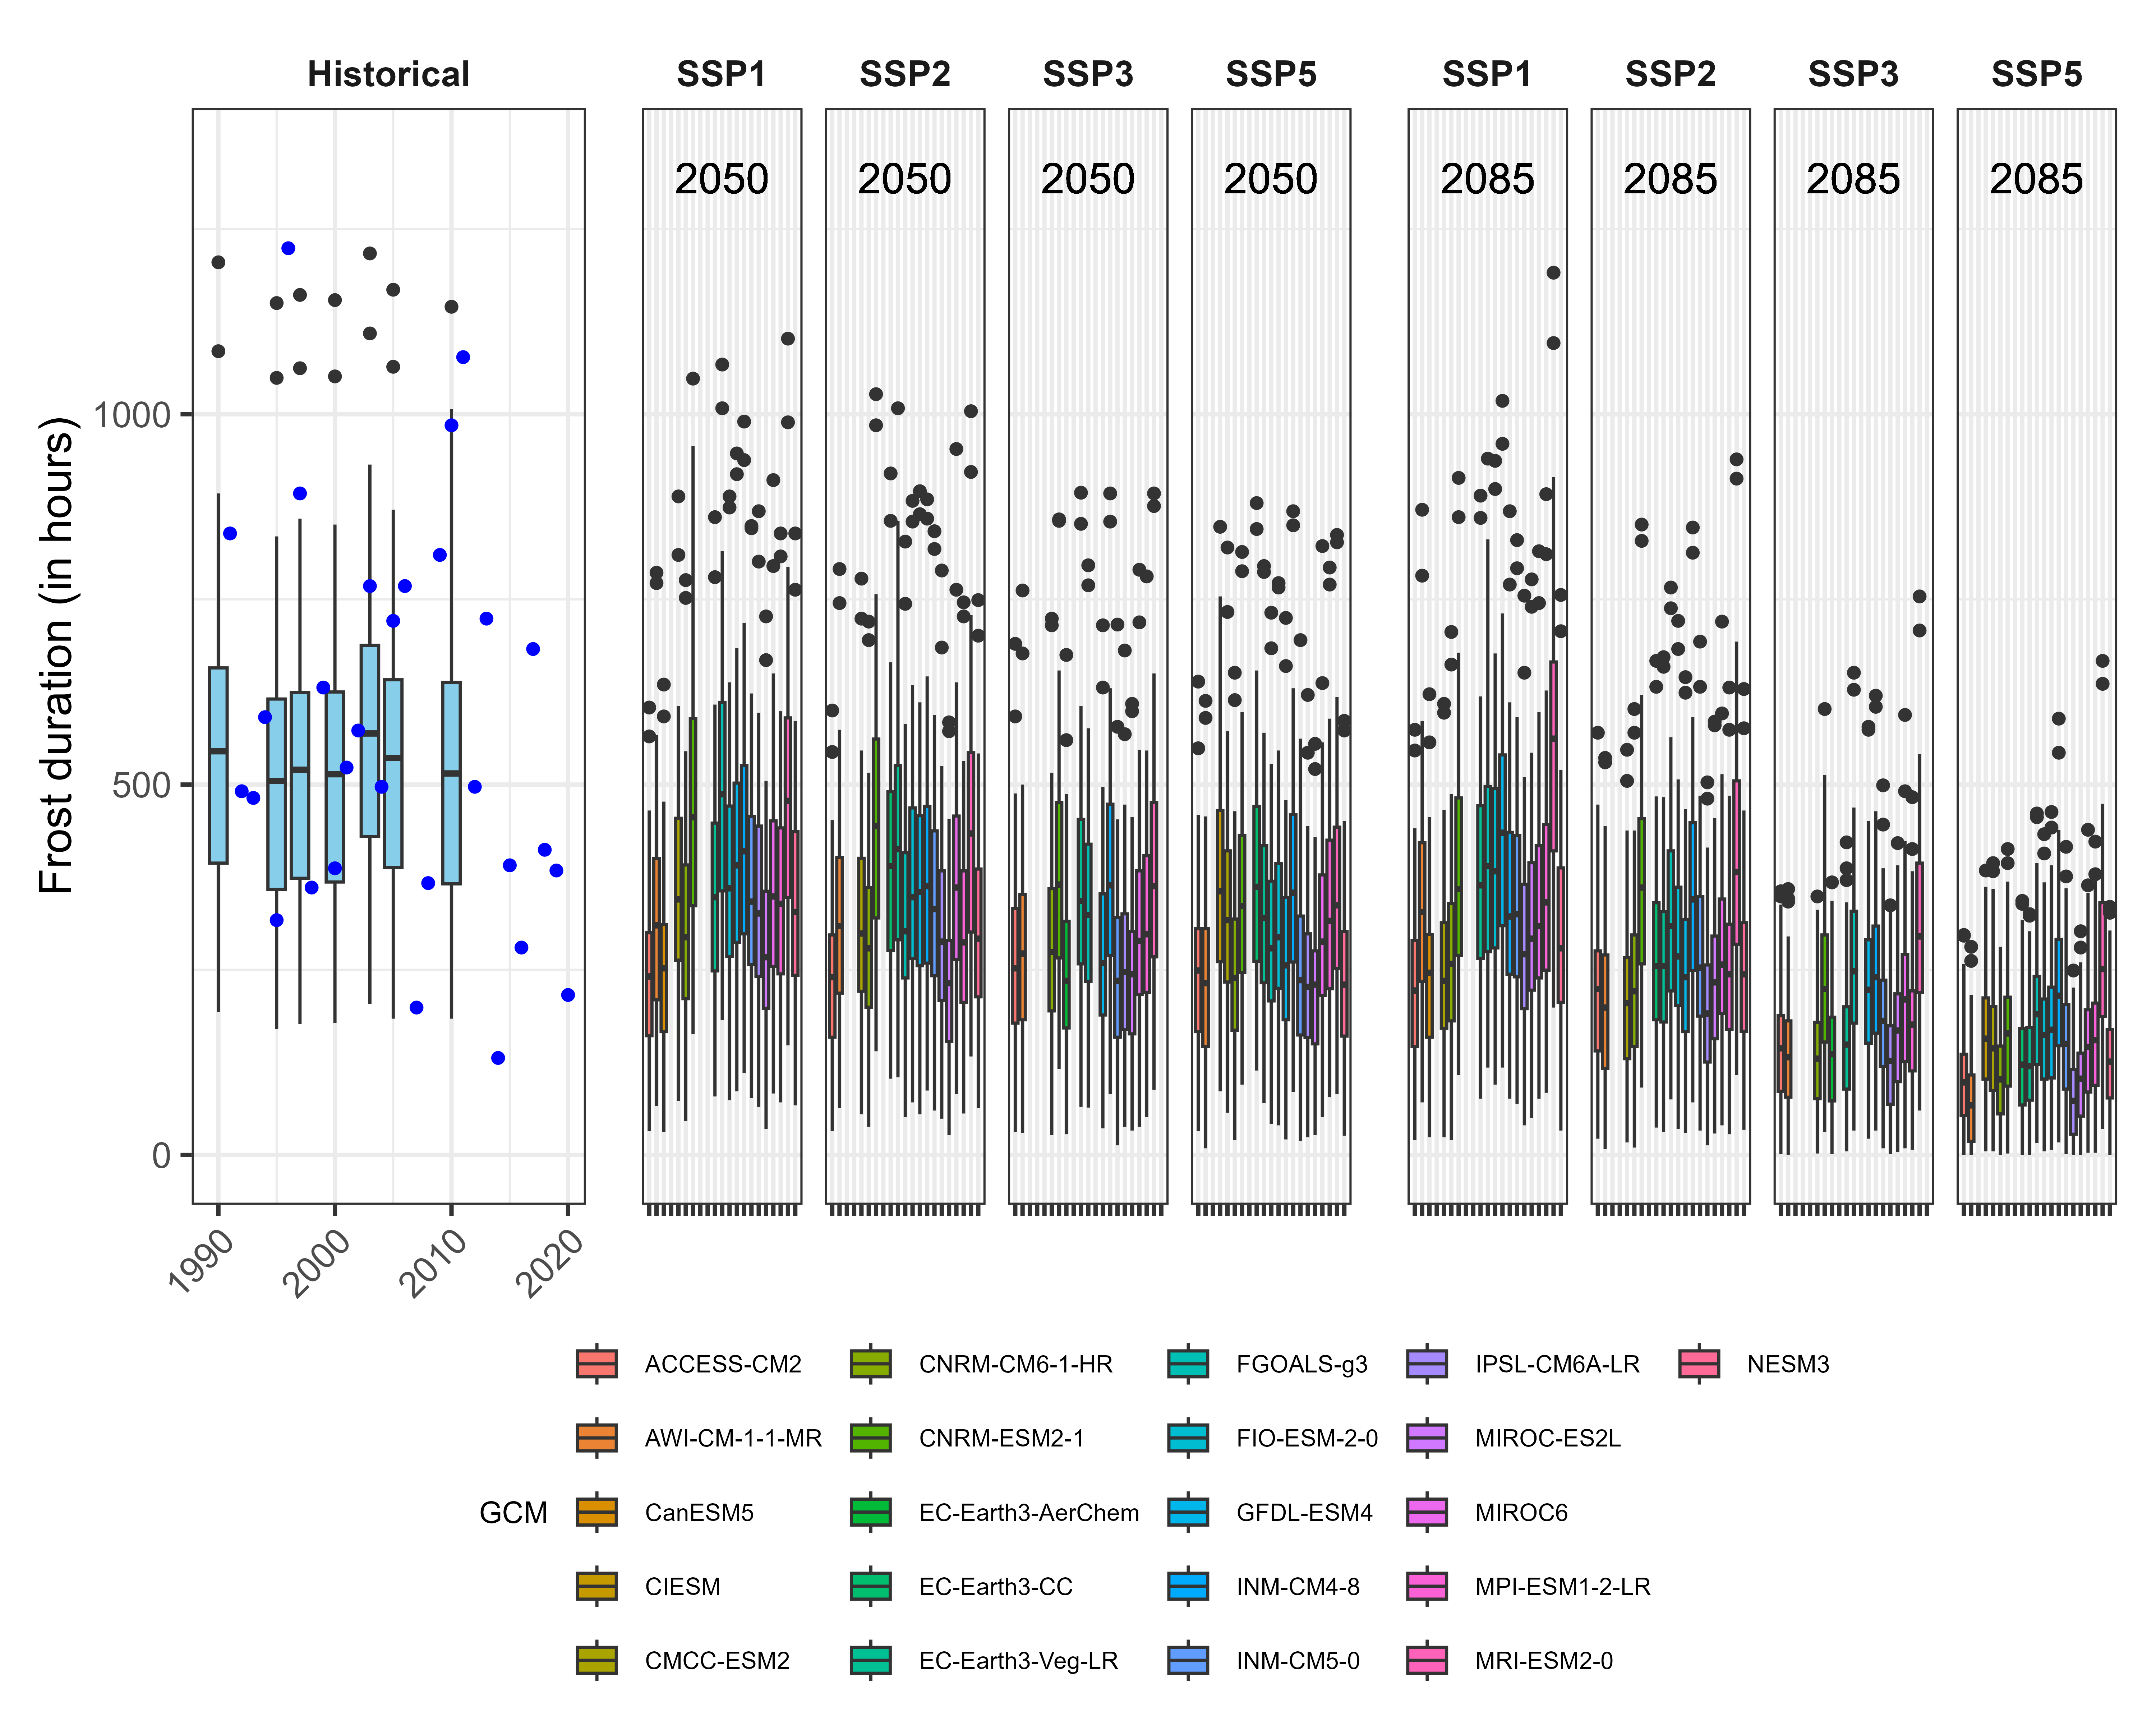 Historical SSP1 SSP2 SSP3 SSP5 SSP1 SSP2 SSP3 SSP5
2050 2050 2050 2050 2085 2085 2085 2085
Frost duration (in hours)
1000
500
0
1990 2000 2010 2020
ACCESS-CM2 CNRM-CM6-1-HR FGOALS-g3 IPSL-CM6A-LR NESM3
AWI-CM-1-1-MR CNRM-ESM2-1 FIO-ESM-2-0 MIROC-ES2L
GCM CanESM5 EC-Earth3-AerChem GFDL-ESM4 MIROC6
CIESM EC-Earth3-CC INM-CM4-8 MPI-ESM1-2-LR
CMCC-ESM2 EC-Earth3-Veg-LR INM-CM5-0 MRI-ESM2-0